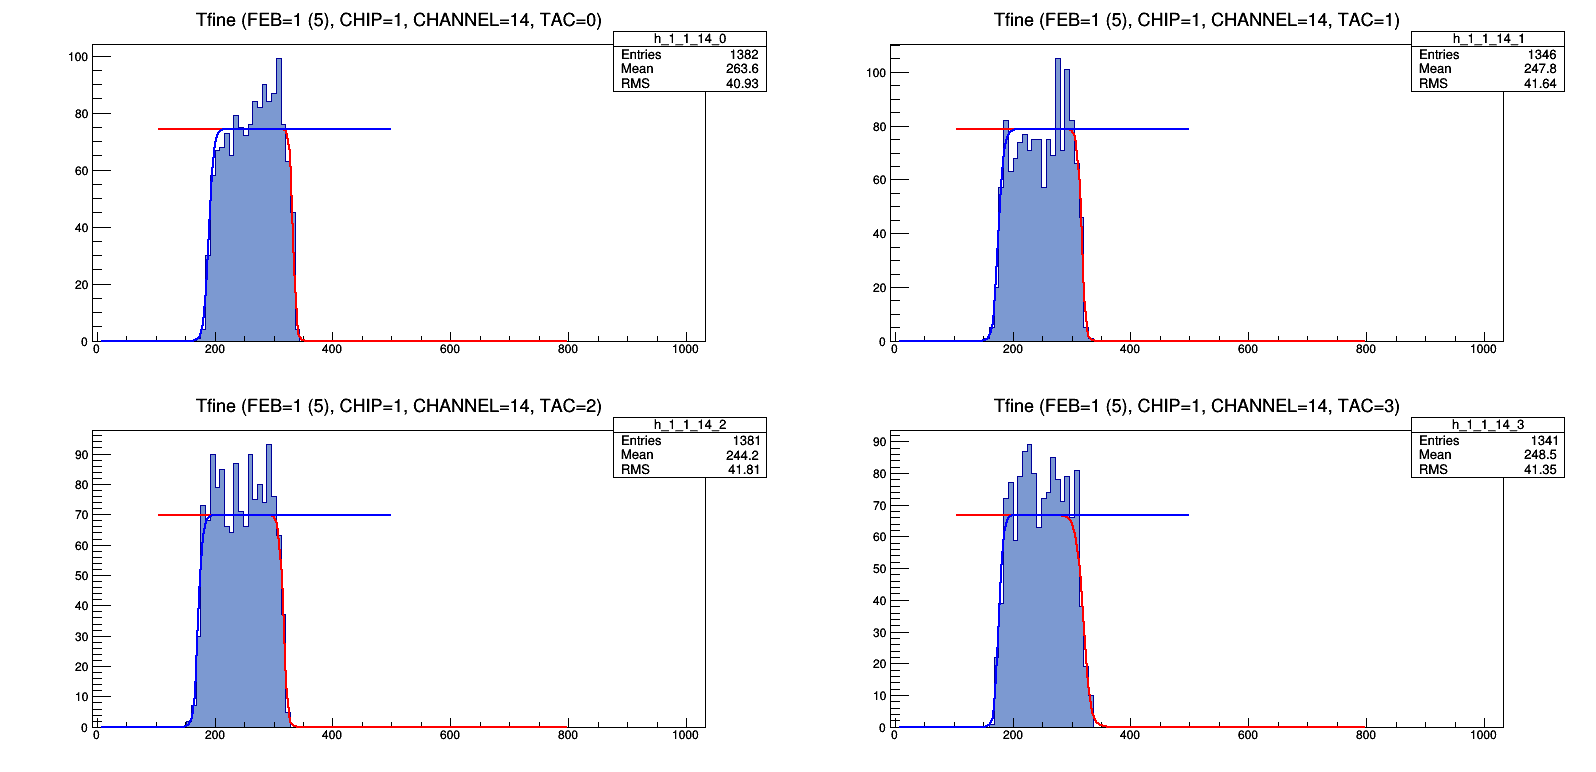 Tfine (FEB=1 (5), CHIP=1, CHANNEL=14, TAC=0)
h_1_1_14_0
Entries 1382
Mean 263.6
RMS 40.93
100
80
60
40
20
0
0 200 400 600 800 1000
Tfine (FEB=1 (5), CHIP=1, CHANNEL=14, TAC=1)
h_1_1_14_1
Entries 1346
Mean 247.8
RMS 41.64
100
80
60
40
20
0
0 200 400 600 800 1000
Tfine (FEB=1 (5), CHIP=1, CHANNEL=14, TAC=2)
h_1_1_14_2
Entries 1381
Mean 244.2
RMS 41.81
90
80
70
60
50
40
30
20
10
0
0 200 400 600 800 1000
Tfine (FEB=1 (5), CHIP=1, CHANNEL=14, TAC=3)
h_1_1_14_3
Entries 1341
Mean 248.5
RMS 41.35
90
80
70
60
50
40
30
20
10
0
0 200 400 600 800 1000